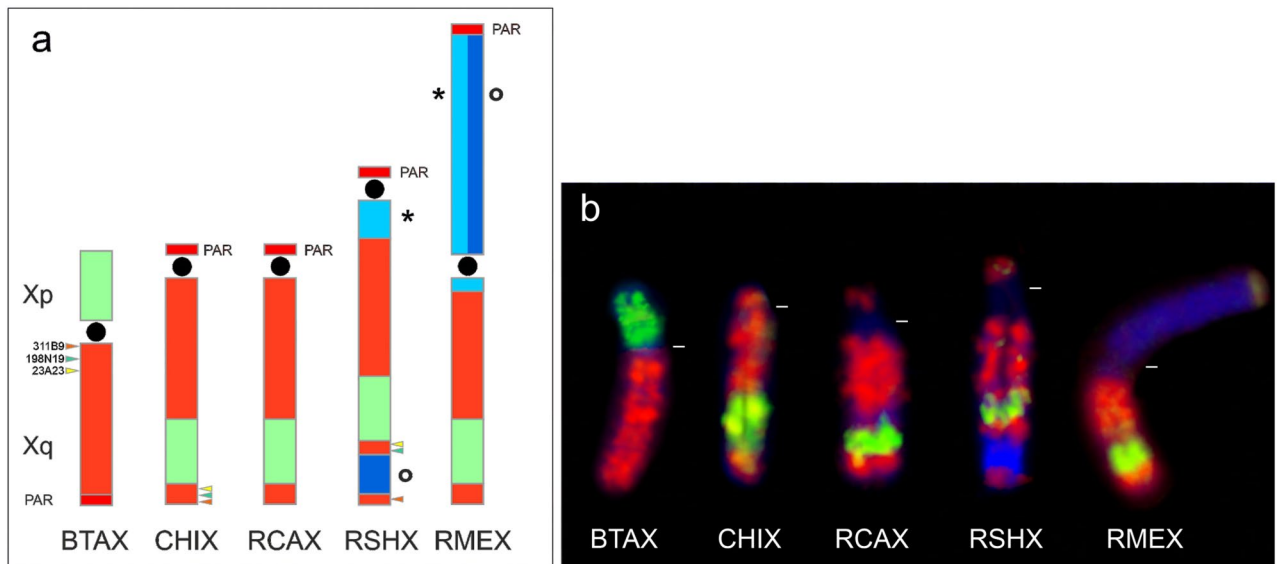 a
PAR
*
PAR
*
PAR
PAR
Xp
311B9
198N19
23A23
Xq
PAR
BTAX CHIX RCAX RSHX RMEX
b
BTAX CHIX RCAX RSHX RMEX